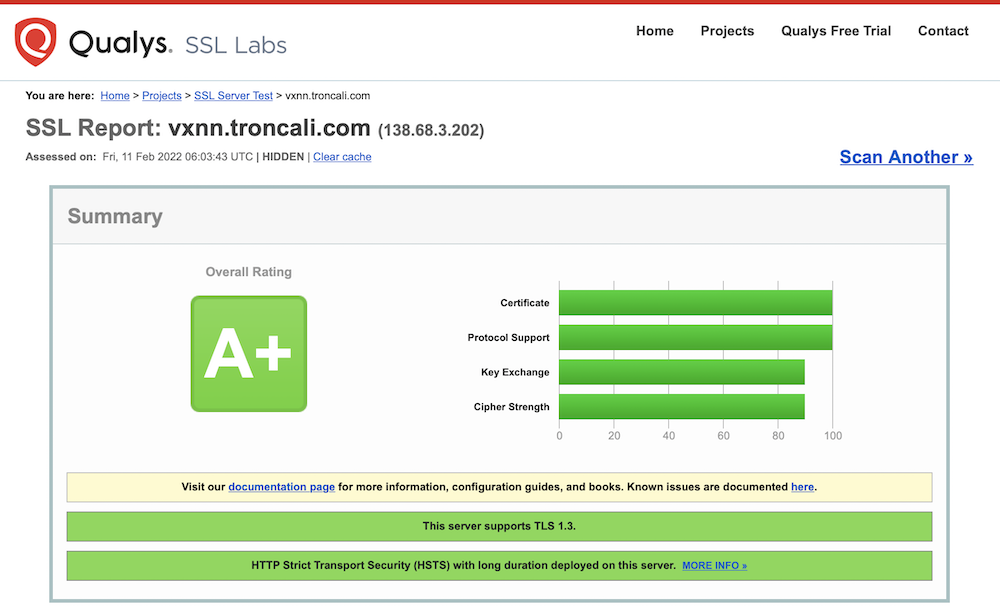 Qualys. SSL Labs
Home Projects Qualys Free Trial Contact
You are here: Home > Projects > SSL Server Test > vxnn.troncali.com
SSL Report: vxnn.troncali.com (138.68.3.202)
Assessed on: Fri, 11 Feb 2022 06:03:43 UTC | HIDDEN | Clear cache
Scan Another »
Summary
Overall Rating
A+
Certificate
Protocol Support
Key Exchange
Cipher Strength
0 20 40 60 80 100
Visit our documentation page for more information, configuration guides, and books. Known issues are documented here.
This server supports TLS 1.3.
HTTP Strict Transport Security (HSTS) with long duration deployed on this server. MORE INFO »